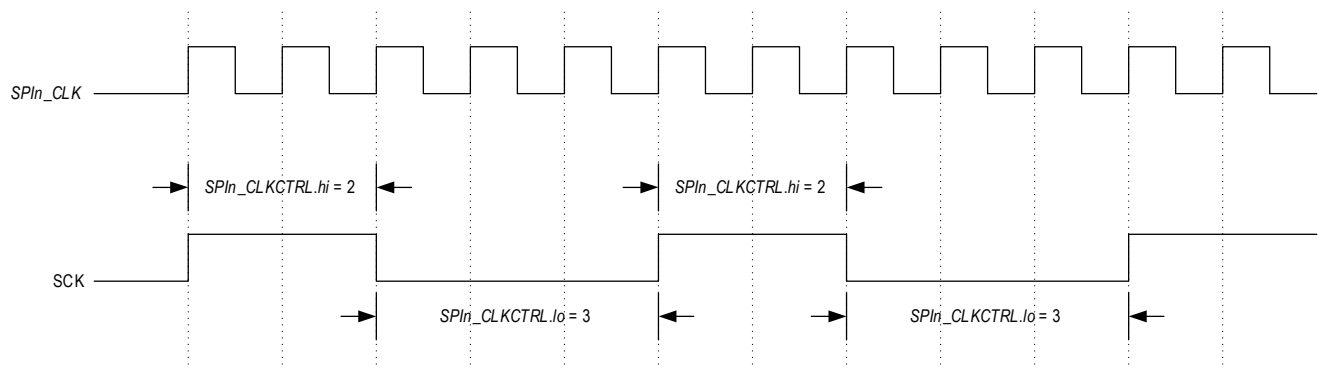 SPIn_CLK
SPIn_CLKCTRL.hi = 2
SPIn_CLKCTRL.hi = 2
SCK
SPIn_CLKCTRL.lo = 3
SPIn_CLKCTRL.lo = 3